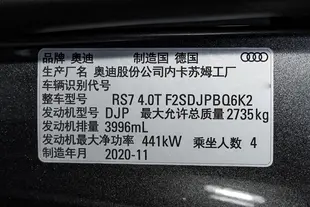 品牌 奥迪 制造国 德国
生产厂名 奥迪股份公司内卡苏姆工厂
车辆识别代号
整车型号 RS7 4.0T F2SDJPBQ6K2
发动机型号 DJP 最大允许总质量 2735kg
发动机排量 3996mL
发动机最大净功率 441kW 乘坐人数 4
制造年月 2020-11